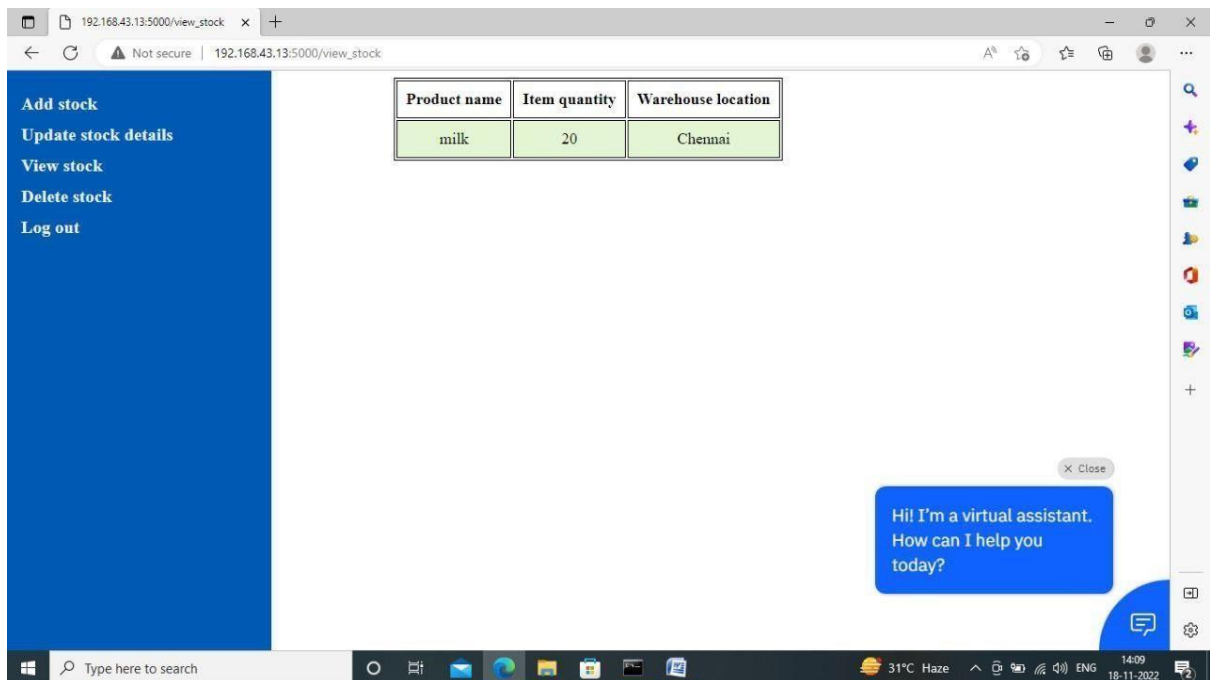 192.168.43.13:5000/view_stock
Not secure | 192.168.43.13:5000/view_stock
Add stock
Update stock details
View stock
Delete stock
Log out
Product name Item quantity Warehouse location
milk 20 Chennai
× Close
Hi! I'm a virtual assistant.
How can I help you
today?
Type here to search
31°C Haze
ENG
14:09
18-11-2022
2